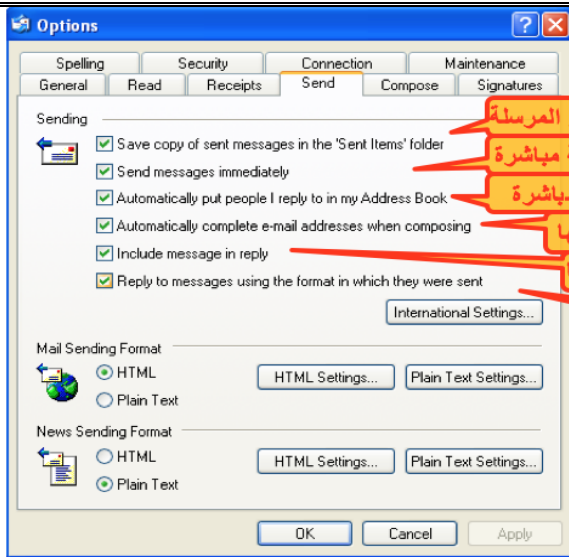 Options
Spelling Security Connection Maintenance
General Read Receipts Send Compose Signatures
Sending
Save copy of sent messages in the 'Sent Items' folder
المرسلة
Send messages immediately
مباشرة
Automatically put people I reply to in my Address Book
Automatically complete e-mail addresses when composing
Include message in reply
Reply to messages using the format in which they were sent
International Settings...
Mail Sending Format
HTML HTML Settings... Plain Text Settings...
Plain Text
News Sending Format
HTML HTML Settings... Plain Text Settings...
Plain Text
OK Cancel Apply